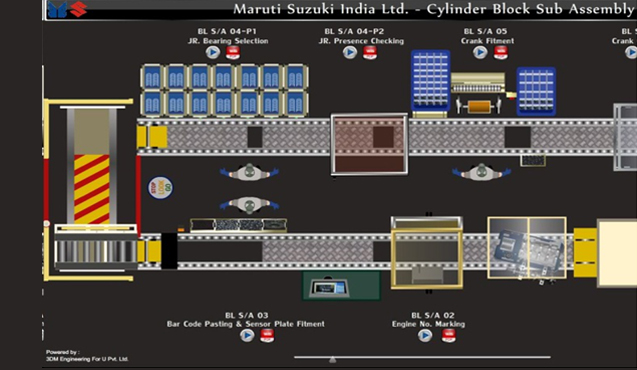 Maruti Suzuki India Ltd. - Cylinder Block Sub Assembly
BL S/A 04-P1
JR. Bearing Selection
BL S/A 04-P2
JR. Presence Checking
BL S/A 05
Crank Fitment
BL S
Crank
BL S/A 03
Bar Code Pasting & Sensor Plate Fitment
BL S/A 02
Engine No. Marking
Powered by :
3DM Engineering For U Pvt. Ltd.